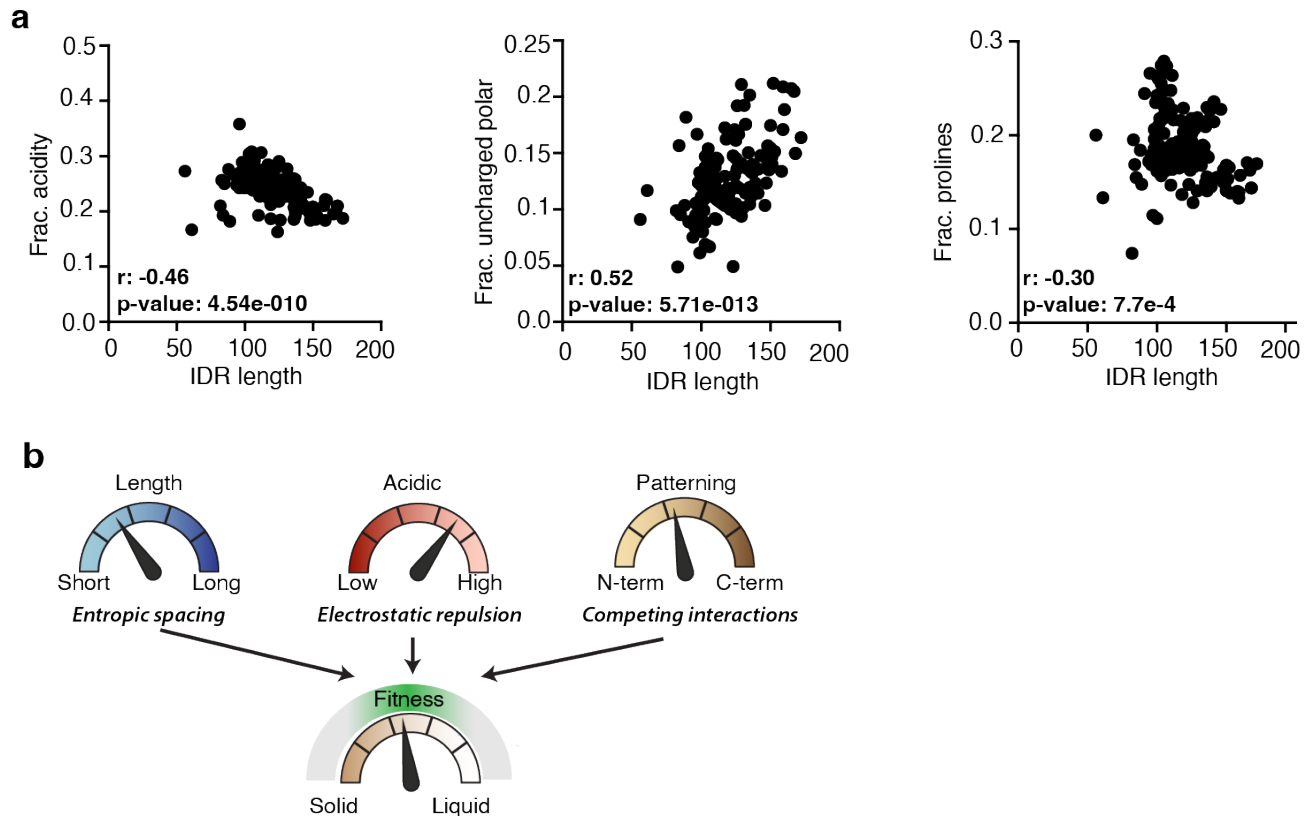 a
0.5
0.4
0.3
0.2
0.1
0.0
Frac. acidity
r: -0.46
p-value: 4.54e-010
0 50 100 150 200
IDR length
0.25
0.2
0.15
0.1
0.05
0.0
Frac. uncharged polar
r: 0.52
p-value: 5.71e-013
0 50 100 150 200
IDR length
0.3
0.2
0.1
0.0
Frac. prolines
r: -0.30
p-value: 7.7e-4
0 50 100 150 200
IDR length
b
Length
Short Long
Entropic spacing
Acidic
Low High
Electrostatic repulsion
Patterning
N-term C-term
Competing interactions
Fitness
Solid Liquid